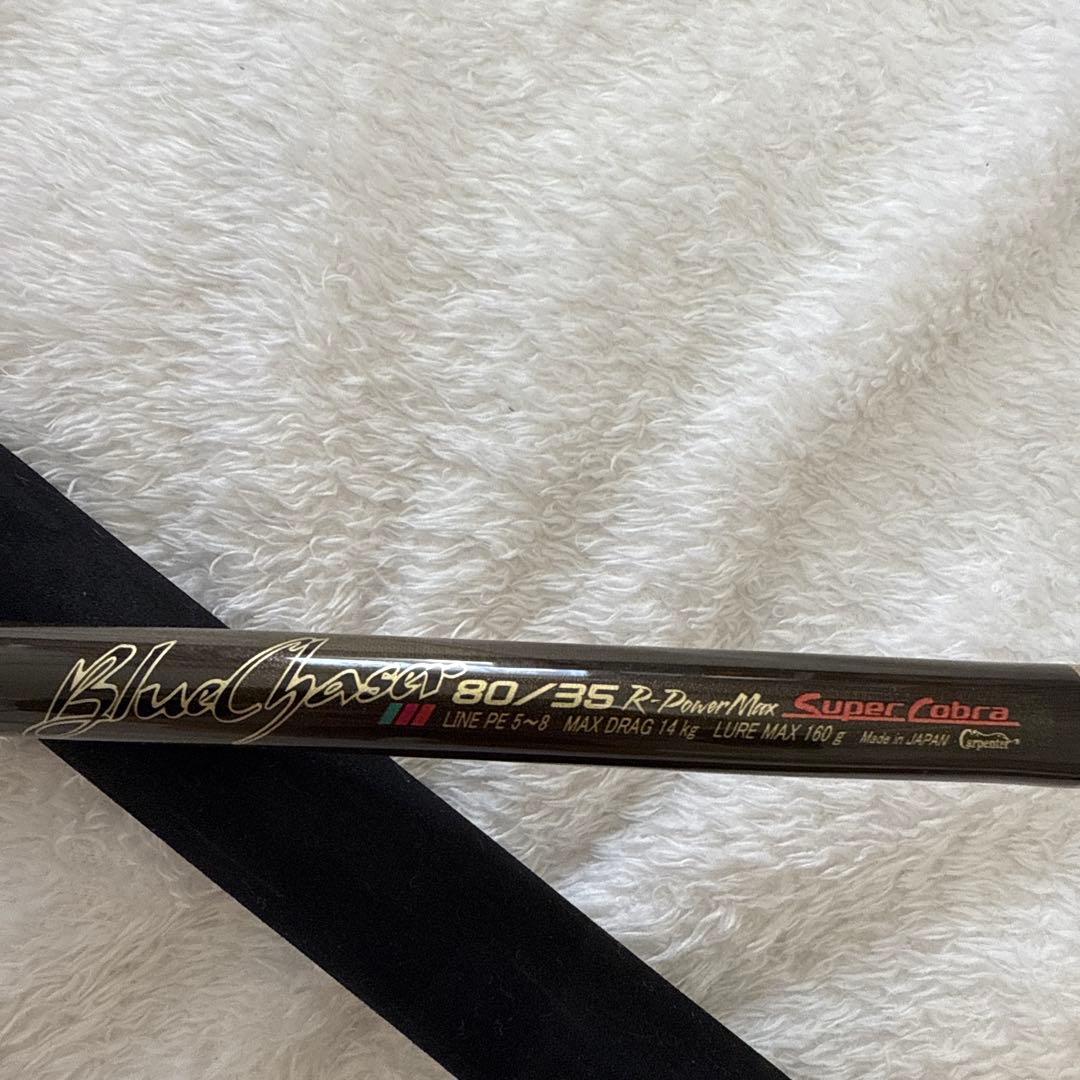 BlueChaser 80/35 R-PowerMax Super Cobra
LINE PE 5~8 MAX DRAG 14 kg LURE MAX 160 g Made in JAPAN Carpenter